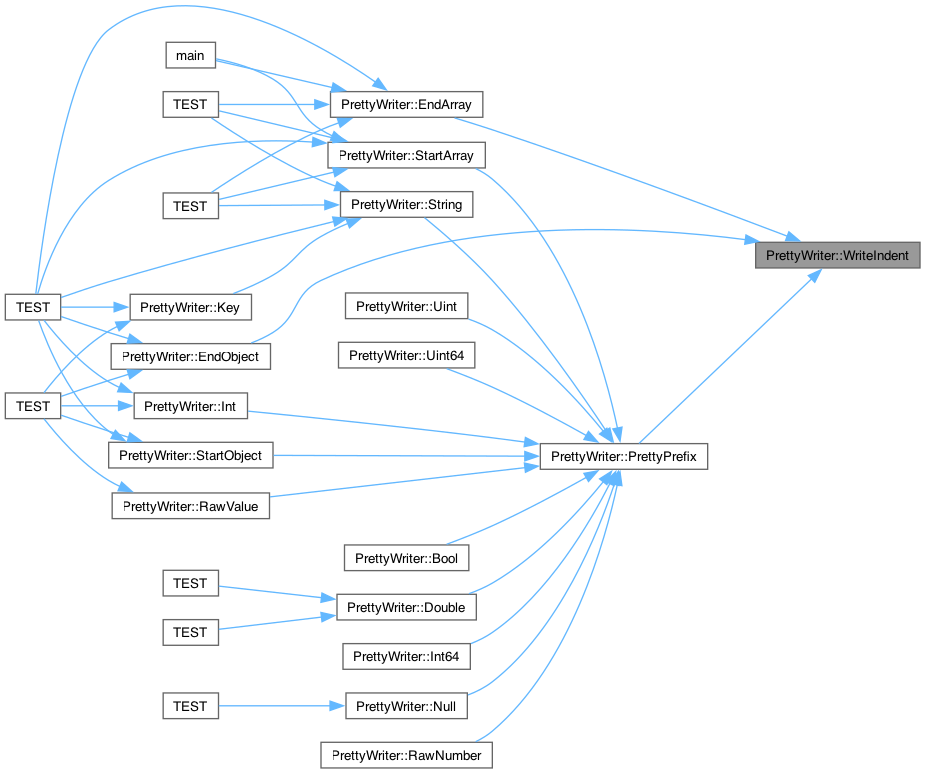 main
TEST
PrettyWriter::EndArray
PrettyWriter::StartArray
TEST
PrettyWriter::String
PrettyWriter::WriteIndent
TEST
PrettyWriter::Key
PrettyWriter::Uint
PrettyWriter::EndObject
PrettyWriter::Uint64
TEST
PrettyWriter::Int
PrettyWriter::StartObject
PrettyWriter::PrettyPrefix
PrettyWriter::RawValue
PrettyWriter::Bool
TEST
PrettyWriter::Double
TEST
PrettyWriter::Int64
TEST
PrettyWriter::Null
PrettyWriter::RawNumber